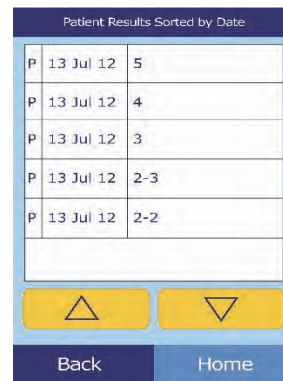 Patient Results Sorted by Date
P 13 Jul 12 5
P 13 Jul 12 4
P 13 Jul 12 3
P 13 Jul 12 2-3
P 13 Jul 12 2-2
Back Home